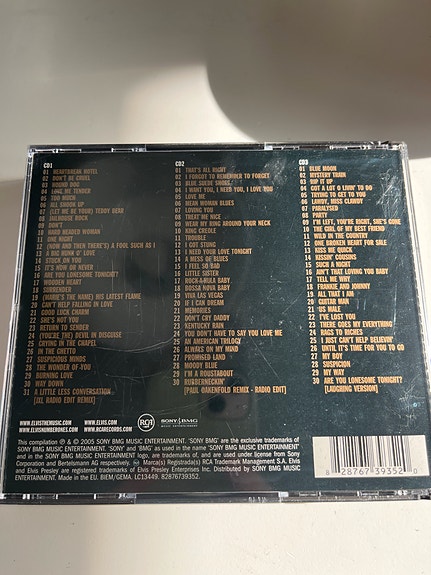 CD1
01 HEARTBREAK HOTEL
02 DON'T BE CRUEL
03 HOUND DOG
04 LOVE ME TENDER
05 TOO MUCH
06 ALL SHOOK UP
07 (LET ME BE YOUR) TEDDY BEAR
08 JAILHOUSE ROCK
09 DON'T
10 HARD HEADED WOMAN
11 ONE NIGHT
12 (NOW AND THEN THERE'S) A FOOL SUCH AS I
13 A BIG HUNK O' LOVE
14 STUCK ON YOU
15 IT'S NOW OR NEVER
16 ARE YOU LONESOME TONIGHT?
17 WOODEN HEART
18 SURRENDER
19 (MARIE'S THE NAME) HIS LATEST FLAME
20 CAN'T HELP FALLING IN LOVE
21 GOOD LUCK CHARM
22 SHE'S NOT YOU
23 RETURN TO SENDER
24 (YOU'RE THE) DEVIL IN DISGUISE
25 CRYING IN THE CHAPEL
26 IN THE GHETTO
27 SUSPICIOUS MINDS
28 THE WONDER OF YOU
29 BURNING LOVE
30 WAY DOWN
31 A LITTLE LESS CONVERSATION
[JXL RADIO EDIT REMIX]
CD2
01 THAT'S ALL RIGHT
02 I FORGOT TO REMEMBER TO FORGET
03 BLUE SUEDE SHOES
04 I WANT YOU, I NEED YOU, I LOVE YOU
05 LOVE ME
06 MEAN WOMAN BLUES
07 LOVING YOU
08 TREAT ME NICE
09 WEAR MY RING AROUND YOUR NECK
10 KING CREOLE
11 TROUBLE
12 I GOT STUNG
13 I NEED YOUR LOVE TONIGHT
14 A MESS OF BLUES
15 I FEEL SO BAD
16 LITTLE SISTER
17 ROCK-A-HULA BABY
18 BOSSA NOVA BABY
19 VIVA LAS VEGAS
20 IF I CAN DREAM
21 MEMORIES
22 DON'T CRY DADDY
23 KENTUCKY RAIN
24 YOU DON'T HAVE TO SAY YOU LOVE ME
25 AN AMERICAN TRILOGY
26 ALWAYS ON MY MIND
27 PROMISED LAND
28 MOODY BLUE
29 I'M A ROUSTABOUT
30 RUBBERNECKIN'
[PAUL OAKENFOLD REMIX - RADIO EDIT]
CD3
01 BLUE MOON
02 MYSTERY TRAIN
03 RIP IT UP
04 GOT A LOT O LIVIN' TO DO
05 TRYING TO GET TO YOU
06 LAWDY, MISS CLAWDY
07 PARALYSED
08 PARTY
09 I'M LEFT, YOU'RE RIGHT, SHE'S GONE
10 THE GIRL OF MY BEST FRIEND
11 WILD IN THE COUNTRY
12 ONE BROKEN HEART FOR SALE
13 KISS ME QUICK
14 KISSIN' COUSINS
15 SUCH A NIGHT
16 AIN'T THAT LOVING YOU BABY
17 TELL ME WHY
18 FRANKIE AND JOHNNY
19 ALL THAT I AM
20 GUITAR MAN
21 US MALE
22 I'VE LOST YOU
23 THERE GOES MY EVERYTHING
24 RAGS TO RICHES
25 I JUST CAN'T HELP BELIEVIN'
26 UNTIL IT'S TIME FOR YOU TO GO
27 MY BOY
28 SUSPICION
29 MY WAY
30 ARE YOU LONESOME TONIGHT?
[LAUGHING VERSION]
WWW.ELVISTHEMUSIC.COM WWW.ELVIS.COM
WWW.ELVISNUMBERONES.COM WWW.RCARECORDS.COM
RCA
SONY BMG
MUSIC ENTERTAINMENT
This compilation ℗ & © 2005 SONY BMG MUSIC ENTERTAINMENT. 'SONY BMG' are the exclusive trademarks of
SONY BMG MUSIC ENTERTAINMENT. 'SONY' and 'BMG' as used in the name 'SONY BMG MUSIC ENTERTAINMENT'
and in the SONY BMG MUSIC ENTERTAINMENT logo, are trademarks of, and are used under license from Sony
Corporation and Bertelsmann AG respectively. Marca(s) Registrada(s) RCA Trademark Management S.A. Elvis
and Elvis Presley are registered trademarks of Elvis Presley Enterprises Inc. Distributed by SONY BMG MUSIC
ENTERTAINMENT. Made in the EU. BIEM/GEMA. LC13449. 82876739352.
8 28767 39352 0